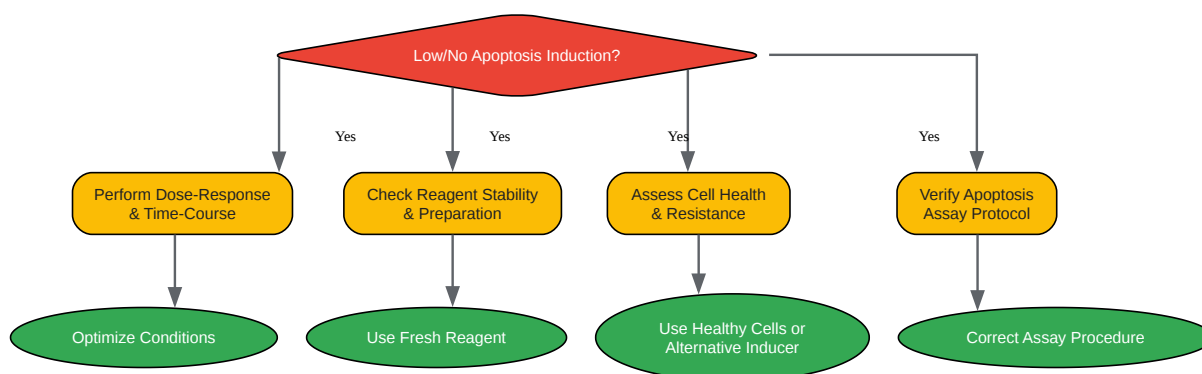 Low/No Apoptosis Induction?
Yes
Yes
Yes
Yes
Perform Dose-Response
& Time-Course
Check Reagent Stability
& Preparation
Assess Cell Health
& Resistance
Verify Apoptosis
Assay Protocol
Optimize Conditions
Use Fresh Reagent
Use Healthy Cells or
Alternative Inducer
Correct Assay Procedure